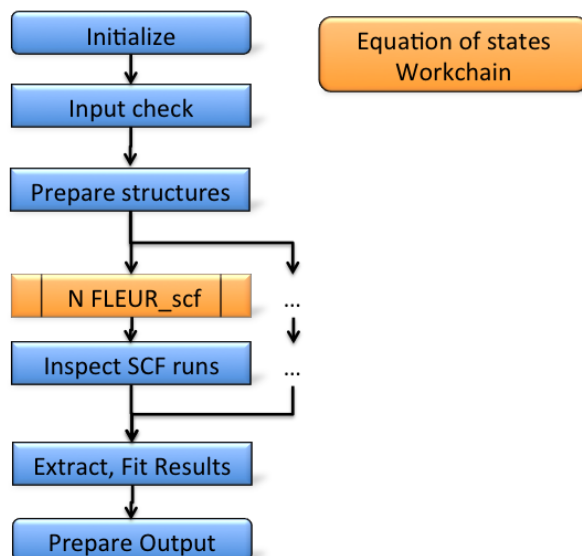 Initialize
Equation of states
Workchain
Input check
Prepare structures
N FLEUR_scf
...
Inspect SCF runs
...
Extract, Fit Results
Prepare Output